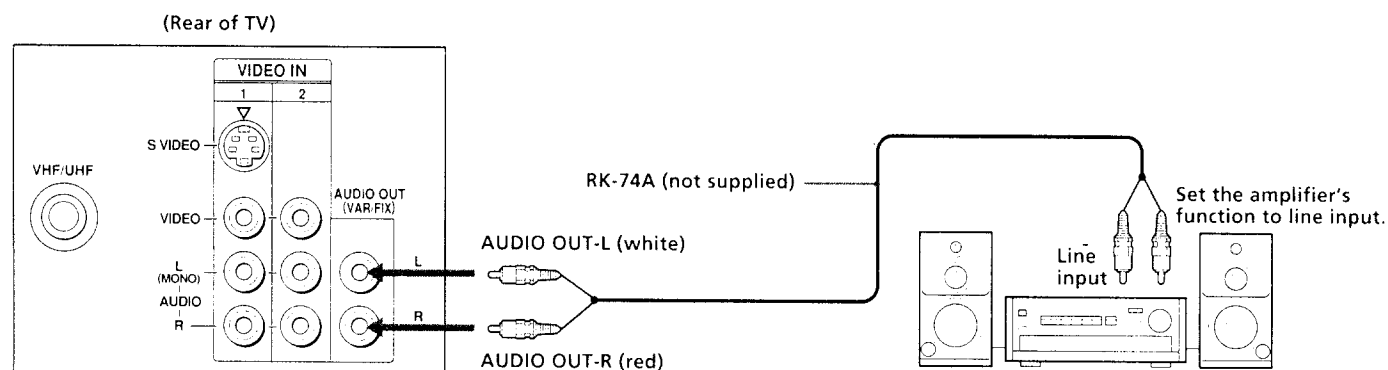 (Rear of TV)
VIDEO IN
1 2
S VIDEO
VHF/UHF
AUDIO OUT
(VAR/FIX)
VIDEO
L
(MONO)
AUDIO
R
L
R
AUDIO OUT-L (white)
AUDIO OUT-R (red)
RK-74A (not supplied)
Line
input
Set the amplifier's
function to line input.